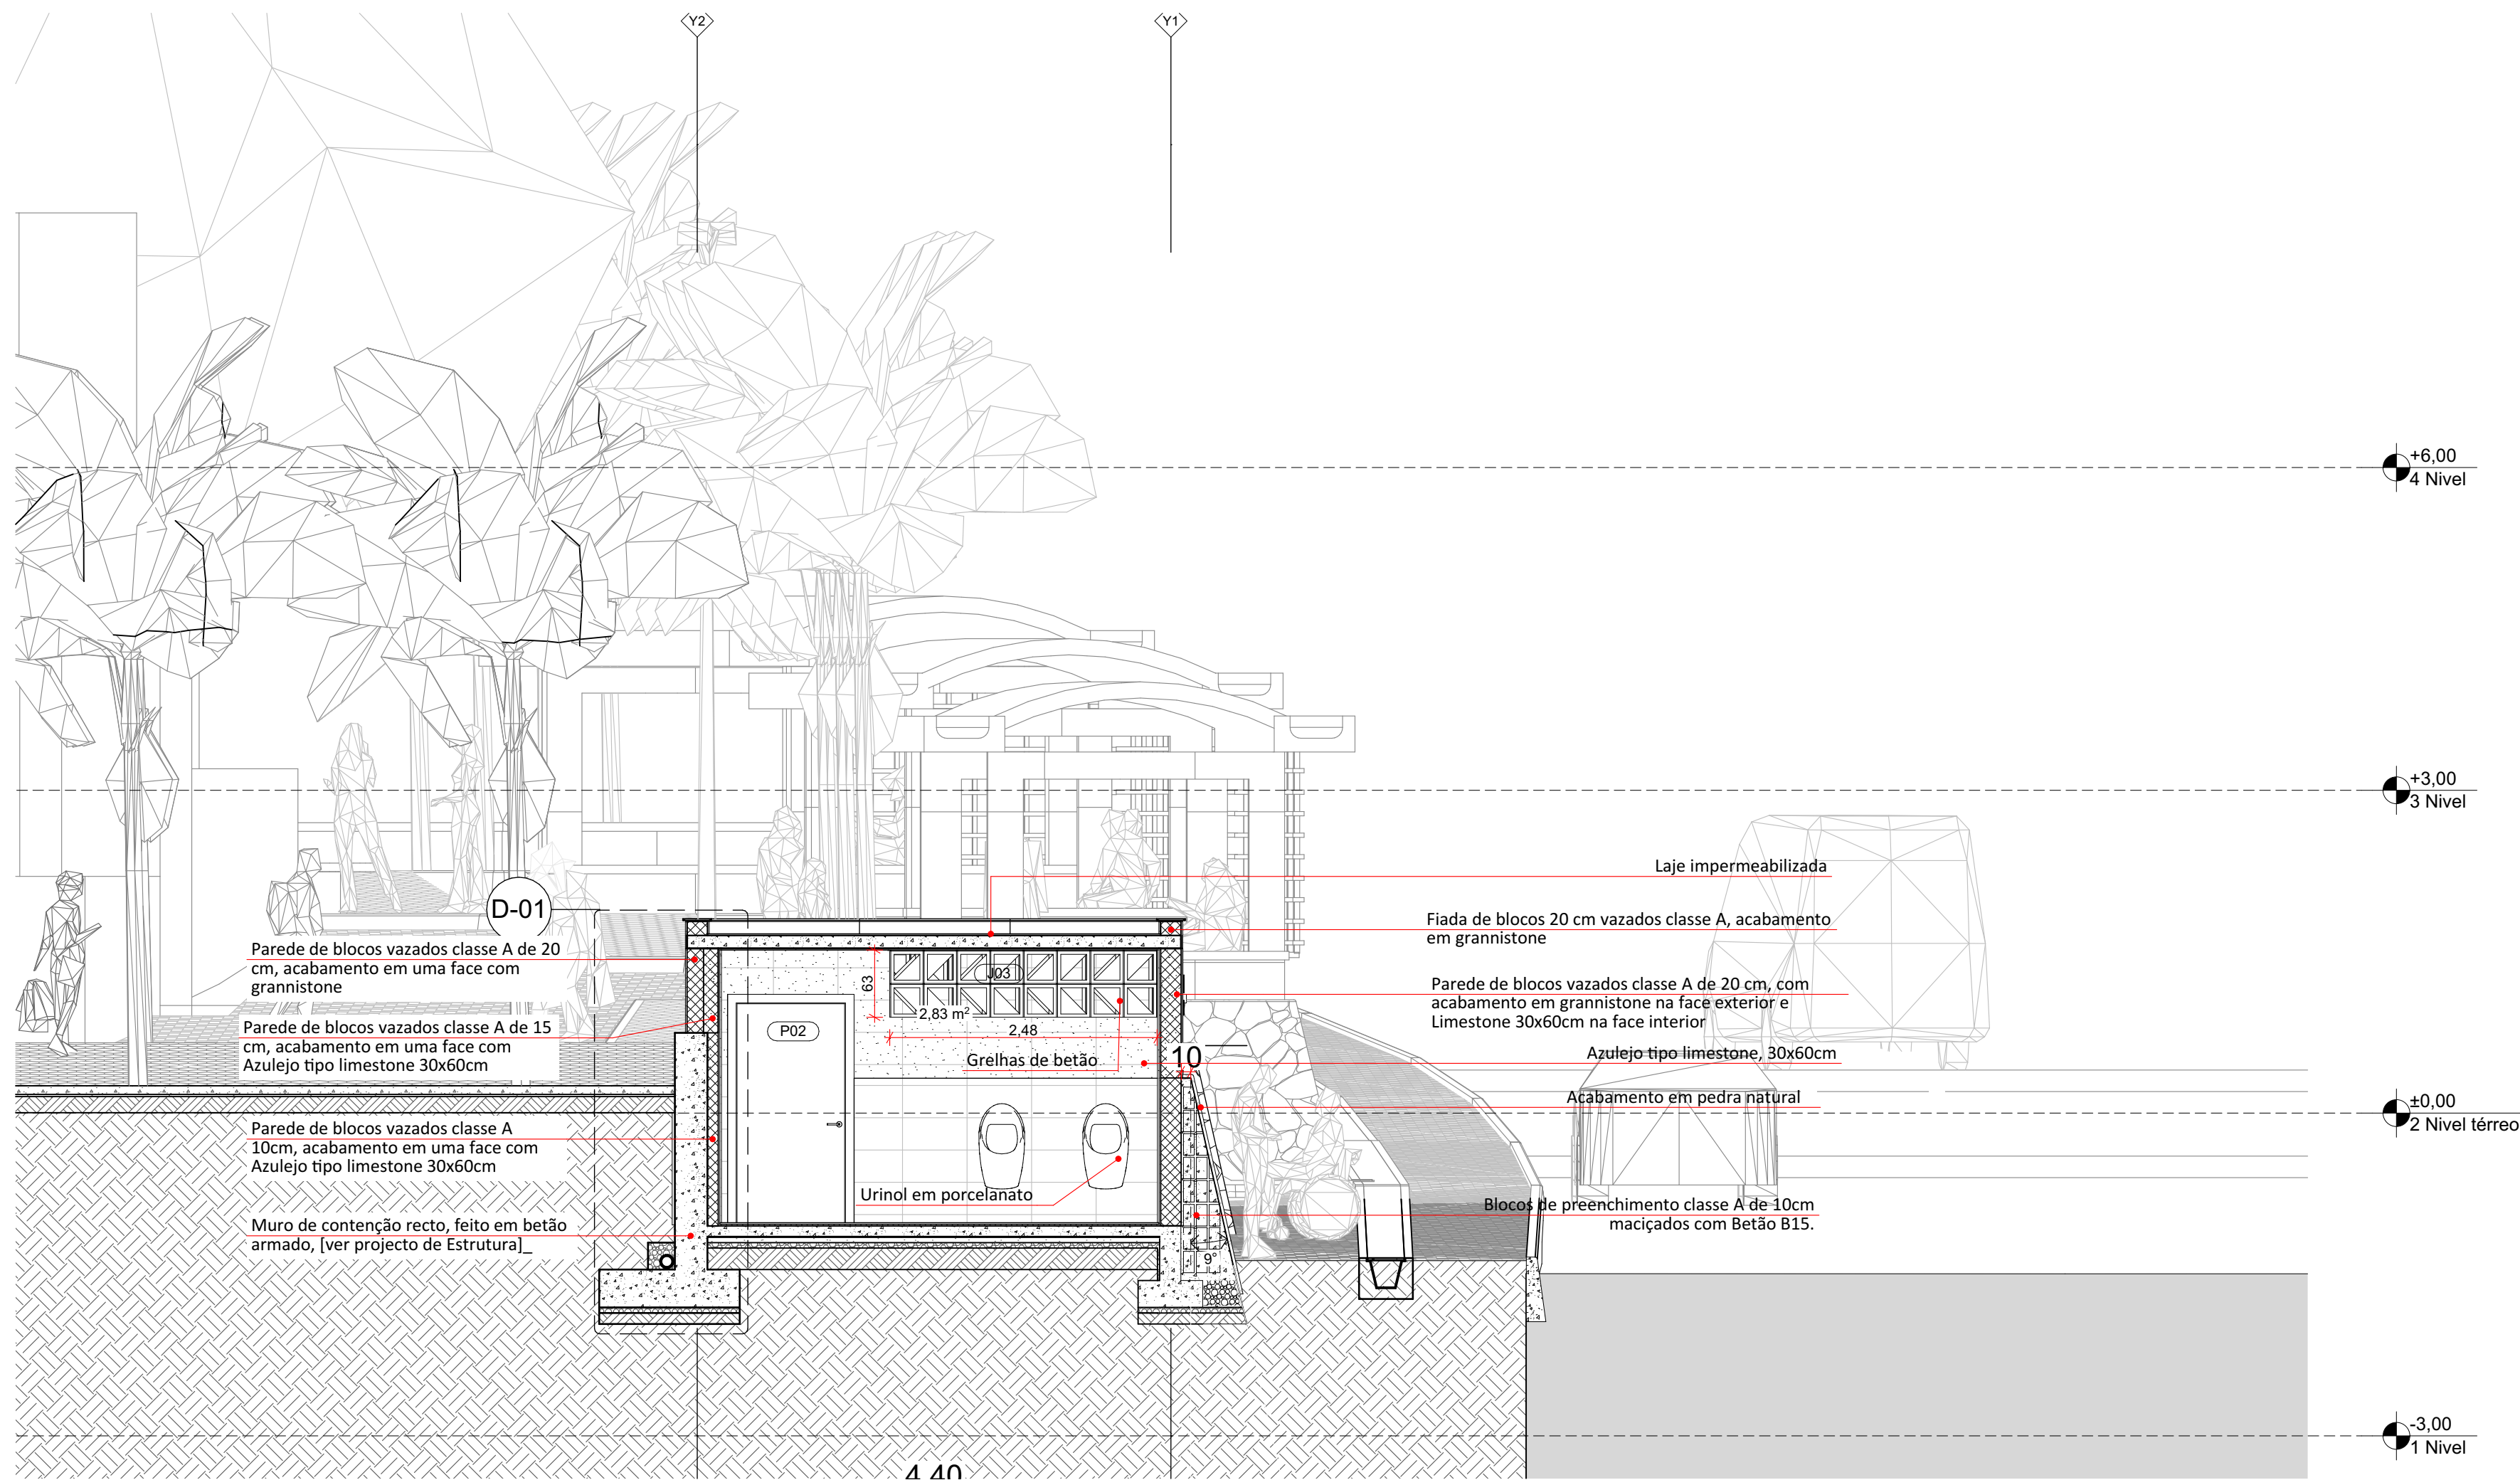 Y2
Y1
+6,00
4 Nivel
+3,00
3 Nivel
Laje impermeabilizada
D-01
Fiada de blocos 20 cm vazados classe A, acabamento
em grannistone
Parede de blocos vazados classe A de 20
cm, acabamento em uma face com
grannistone
J03
63
Parede de blocos vazados classe A de 20 cm, com
acabamento em grannistone na face exterior e
Limestone 30x60cm na face interior
2,83 m²
P02
2,48
Parede de blocos vazados classe A de 15
cm, acabamento em uma face com
Azulejo tipo limestone 30x60cm
Grelhas de betão
10
Azulejo tipo limestone, 30x60cm
Acabamento em pedra natural
±0,00
2 Nivel térreo
Parede de blocos vazados classe A
10cm, acabamento em uma face com
Azulejo tipo limestone 30x60cm
Urinol em porcelanato
Blocos de preenchimento classe A de 10cm
maciçados com Betão B15.
Muro de contenção recto, feito em betão
armado, [ver projecto de Estrutura]_
9°
-3,00
1 Nivel
4,40